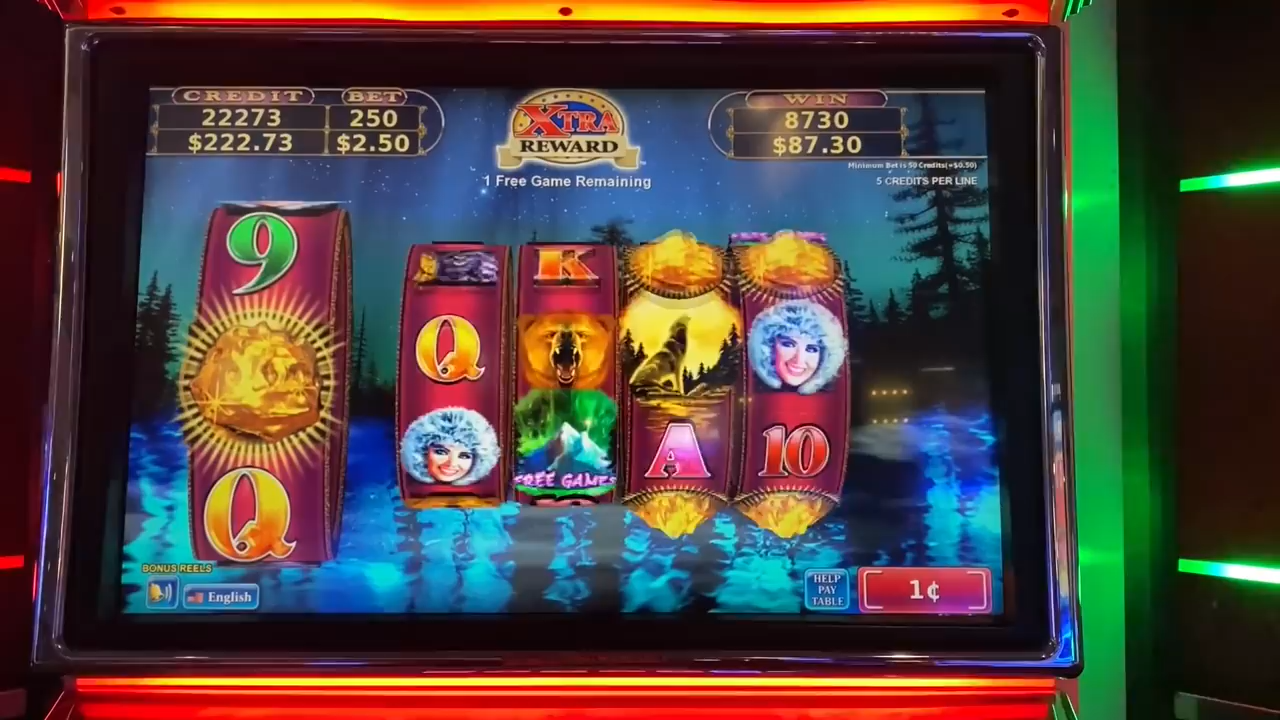 CREDIT
BET
22273
250
$222.73
$2.50
XTRA
REWARD
1 Free Game Remaining
WIN
8730
$87.30
Minimum Bet is 50 Credits(=$0.50)
5 CREDITS PER LINE
9
K
Q
A
10
FREE GAMES
Q
BONUS REELS
English
HELP
PAY
TABLE
1¢